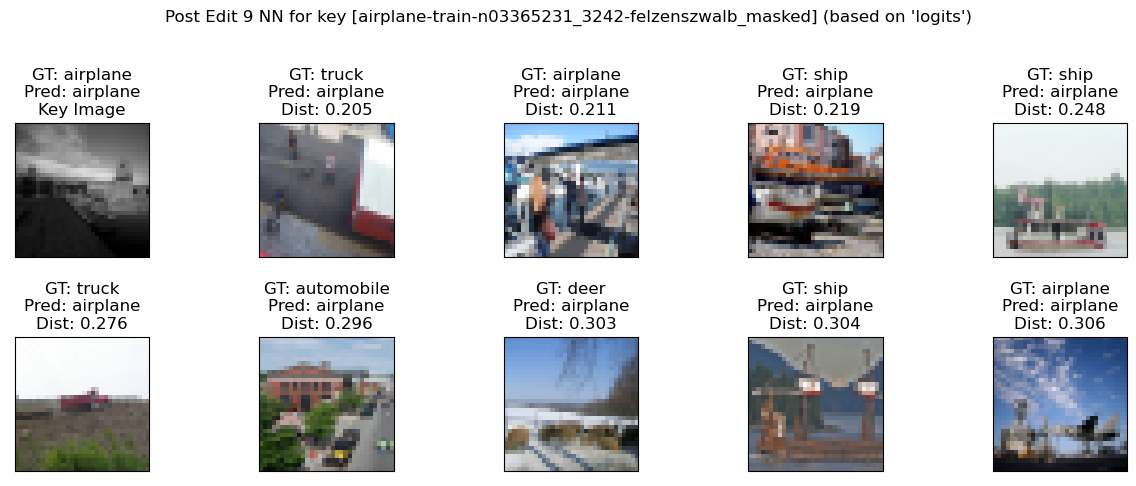 Post Edit 9 NN for key [airplane-train-n03365231_3242-felzenszwalb_masked] (based on 'logits')
GT: airplane
Pred: airplane
Key Image
GT: truck
Pred: airplane
Dist: 0.205
GT: airplane
Pred: airplane
Dist: 0.211
GT: ship
Pred: airplane
Dist: 0.219
GT: ship
Pred: airplane
Dist: 0.248
GT: truck
Pred: airplane
Dist: 0.276
GT: automobile
Pred: airplane
Dist: 0.296
GT: deer
Pred: airplane
Dist: 0.303
GT: ship
Pred: airplane
Dist: 0.304
GT: airplane
Pred: airplane
Dist: 0.306